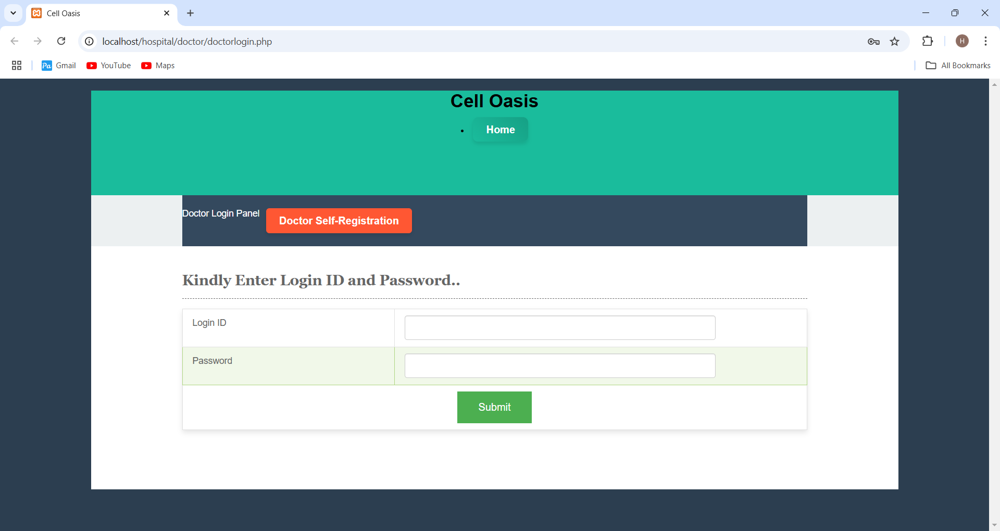 Cell Oasis
localhost/hospital/doctor/doctorlogin.php
H
Pa Gmail YouTube Maps All Bookmarks
Cell Oasis
• Home
Doctor Login Panel Doctor Self-Registration
Kindly Enter Login ID and Password..
Login ID
Password
Submit